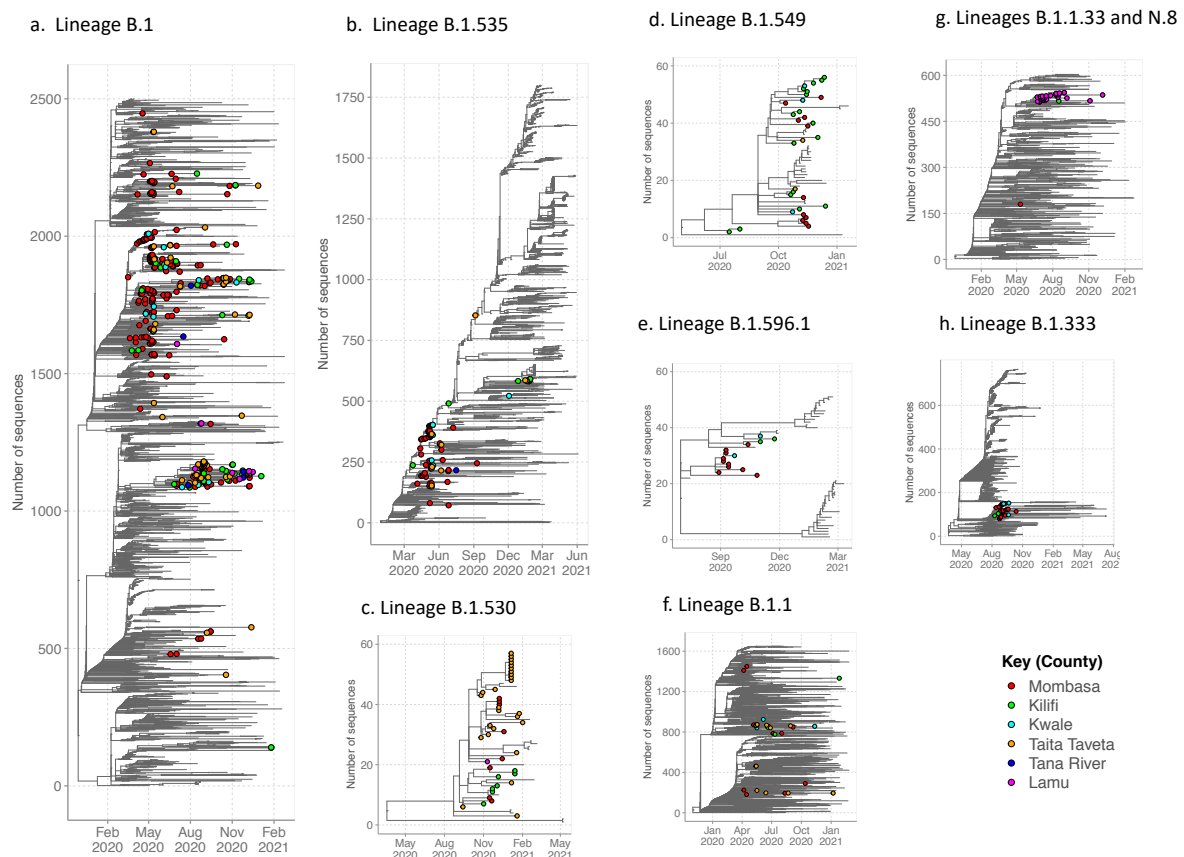 a. Lineage B.1
Number of sequences
2500
2000
1500
1000
500
0
Feb 2020
May 2020
Aug 2020
Nov 2020
Feb 2021
b. Lineage B.1.535
Number of sequences
1750
1500
1250
1000
750
500
250
0
Mar 2020
Jun 2020
Sep 2020
Dec 2020
Mar 2021
Jun 2021
c. Lineage B.1.530
Number of sequences
60
40
20
0
May 2020
Aug 2020
Nov 2020
Feb 2021
May 2021
d. Lineage B.1.549
Number of sequences
60
40
20
0
Jul 2020
Oct 2020
Jan 2021
e. Lineage B.1.596.1
Number of sequences
60
40
20
0
Sep 2020
Dec 2020
Mar 2021
f. Lineage B.1.1
Number of sequences
1600
1200
800
400
0
Jan 2020
Apr 2020
Jul 2020
Oct 2020
Jan 2021
g. Lineages B.1.1.33 and N.8
Number of sequences
600
450
300
150
0
Feb 2020
May 2020
Aug 2020
Nov 2020
Feb 2021
h. Lineage B.1.333
Number of sequences
600
400
200
0
May 2020
Aug 2020
Nov 2020
Feb 2021
May 2021
Key (County)
Mombasa
Kilifi
Kwale
Taita Taveta
Tana River
Lamu